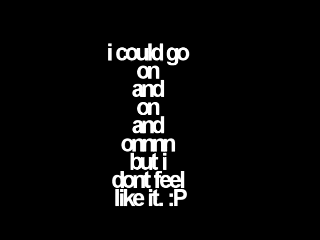 i could go
on
and
on
and
onnnn
but i
dont feel
like it. :P